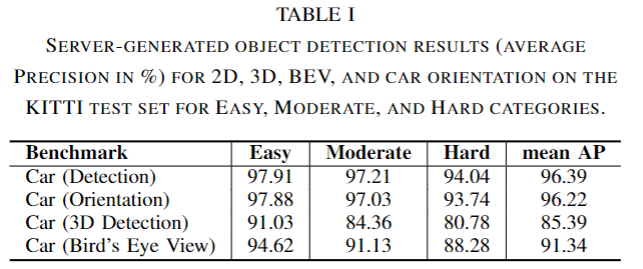 TABLE I
SERVER-GENERATED OBJECT DETECTION RESULTS (AVERAGE
PRECISION IN %) FOR 2D, 3D, BEV, AND CAR ORIENTATION ON THE
KITTI TEST SET FOR EASY, MODERATE, AND HARD CATEGORIES.
Benchmark Easy Moderate Hard mean AP
Car (Detection) 97.91 97.21 94.04 96.39
Car (Orientation) 97.88 97.03 93.74 96.22
Car (3D Detection) 91.03 84.36 80.78 85.39
Car (Bird's Eye View) 94.62 91.13 88.28 91.34